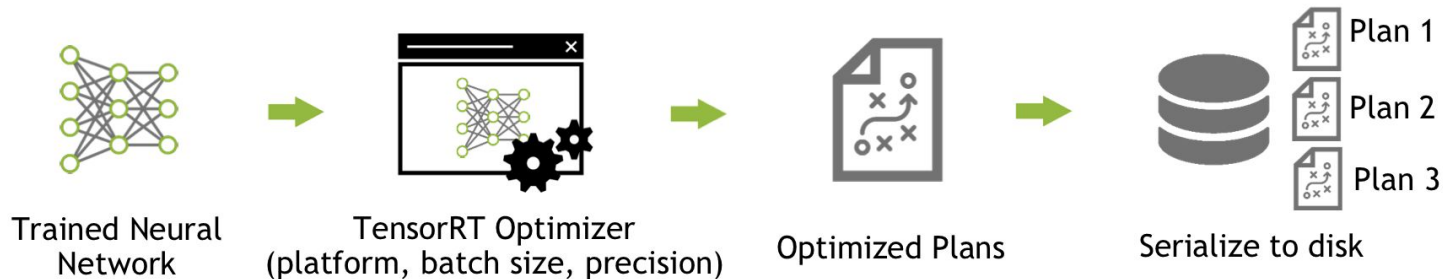 Plan 1
Plan 2
Plan 3
Trained Neural
Network
TensorRT Optimizer
(platform, batch size, precision)
Optimized Plans
Serialize to disk